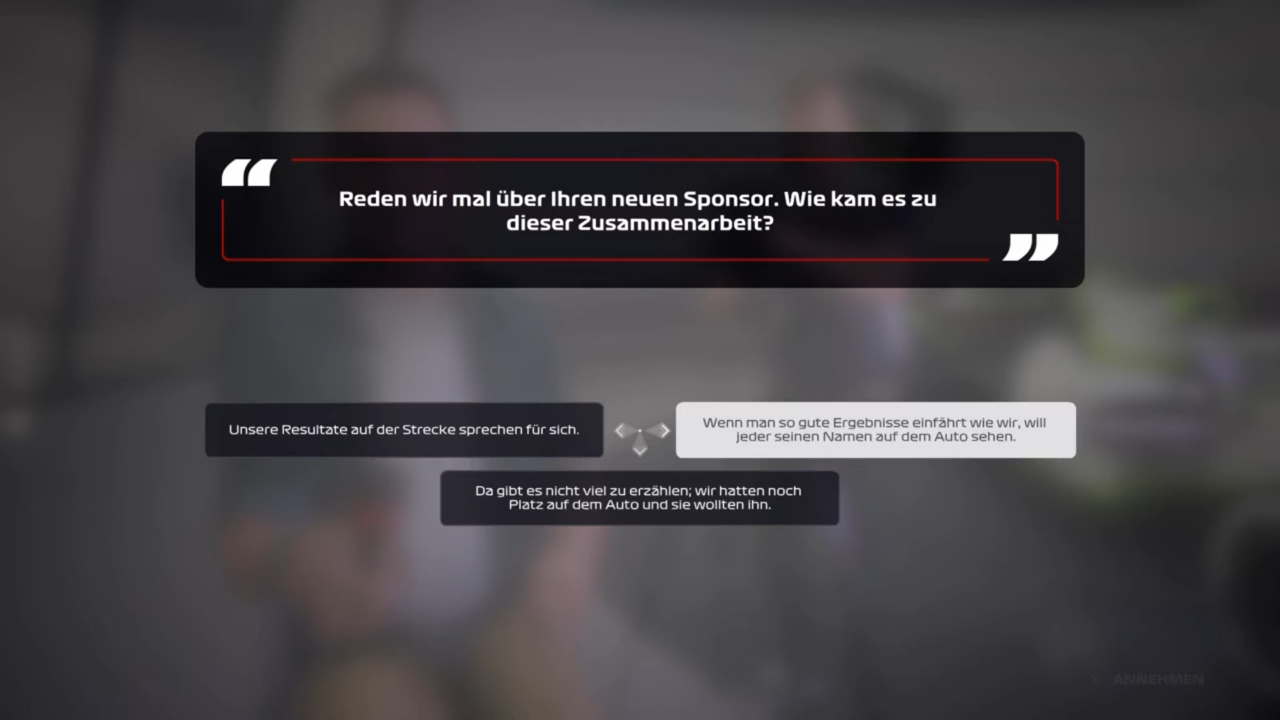 Reden wir mal über Ihren neuen Sponsor. Wie kam es zu
dieser Zusammenarbeit?
Unsere Resultate auf der Strecke sprechen für sich.
Wenn man so gute Ergebnisse einfährt wie wir, will
jeder seinen Namen auf dem Auto sehen.
Da gibt es nicht viel zu erzählen; wir hatten noch
Platz auf dem Auto und sie wollten ihn.
ANNEHMEN